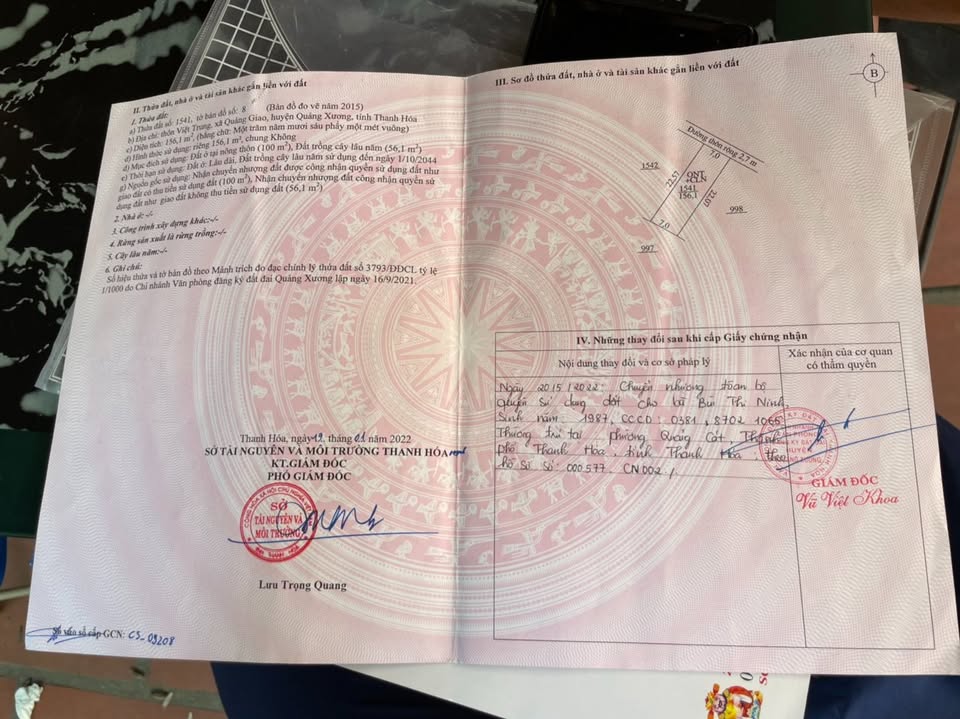 II. Thửa đất, nhà ở và tài sản khác gắn liền với đất
1. Thửa đất:
a) Thửa đất số: 1541, tờ bản đồ số: 8 (Bản đồ đo vẽ năm 2015)
b) Địa chỉ: thôn Việt Trung, xã Quảng Giao, huyện Quảng Xương, tỉnh Thanh Hóa
c) Diện tích: 156,1 m², (bằng chữ: Một trăm năm mươi sáu phẩy một mét vuông)
d) Hình thức sử dụng: riêng 156,1 m², chung Không
đ) Mục đích sử dụng: Đất ở tại nông thôn (100 m²), Đất trồng cây lâu năm (56,1 m²)
e) Thời hạn sử dụng: Đất ở: Lâu dài, Đất trồng cây lâu năm sử dụng đến ngày 1/10/2044
g) Nguồn gốc sử dụng: Nhận chuyển nhượng đất được công nhận quyền sử dụng đất như
giao đất có thu tiền sử dụng đất (100 m²), Nhận chuyển nhượng đất công nhận quyền sử
dụng đất như giao đất không thu tiền sử dụng đất (56,1 m²)
2. Nhà ở: -/-
3. Công trình xây dựng khác:-/-
4. Rừng sản xuất là rừng trồng:-/-
5. Cây lâu năm:-/-
6. Ghi chú:
Số hiệu thửa và tờ bản đồ theo Mảnh trích đo đạc chỉnh lý thửa đất số 3793/ĐĐCL tỷ lệ
1/1000 do Chi nhánh Văn phòng đăng ký đất đai Quảng Xương lập ngày 16/9/2021.
Thanh Hóa, ngày 12 tháng 01 năm 2022
SỞ TÀI NGUYÊN VÀ MÔI TRƯỜNG THANH HÓA
KT.GIÁM ĐỐC
PHÓ GIÁM ĐỐC
SỞ
TÀI NGUYÊN VÀ
MÔI TRƯỜNG
Lưu Trọng Quang
Số vào sổ cấp GCN: CS-09208
III. Sơ đồ thửa đất, nhà ở và tài sản khác gắn liền với đất
B
Đường thôn rộng 2,7 m
1542
7,0
22,57
ONT
1541
156,1
22,07
998
7,0
997
IV. Những thay đổi sau khi cấp Giấy chứng nhận
Nội dung thay đổi và cơ sở pháp lý
Xác nhận của cơ quan
có thẩm quyền
Ngày 20/5/2022: Chuyển nhượng toàn bộ
quyền sử dụng đất cho bà Bùi Thị Ninh,
Sinh năm: 1987, CCCD: 0381 8702 1065
Thường trú tại phường Quảng Cát, Thành
phố Thanh Hóa, tỉnh Thanh Hóa; theo
hồ sơ số 000577. CN002./
GIÁM ĐỐC
Vũ Việt Khoa